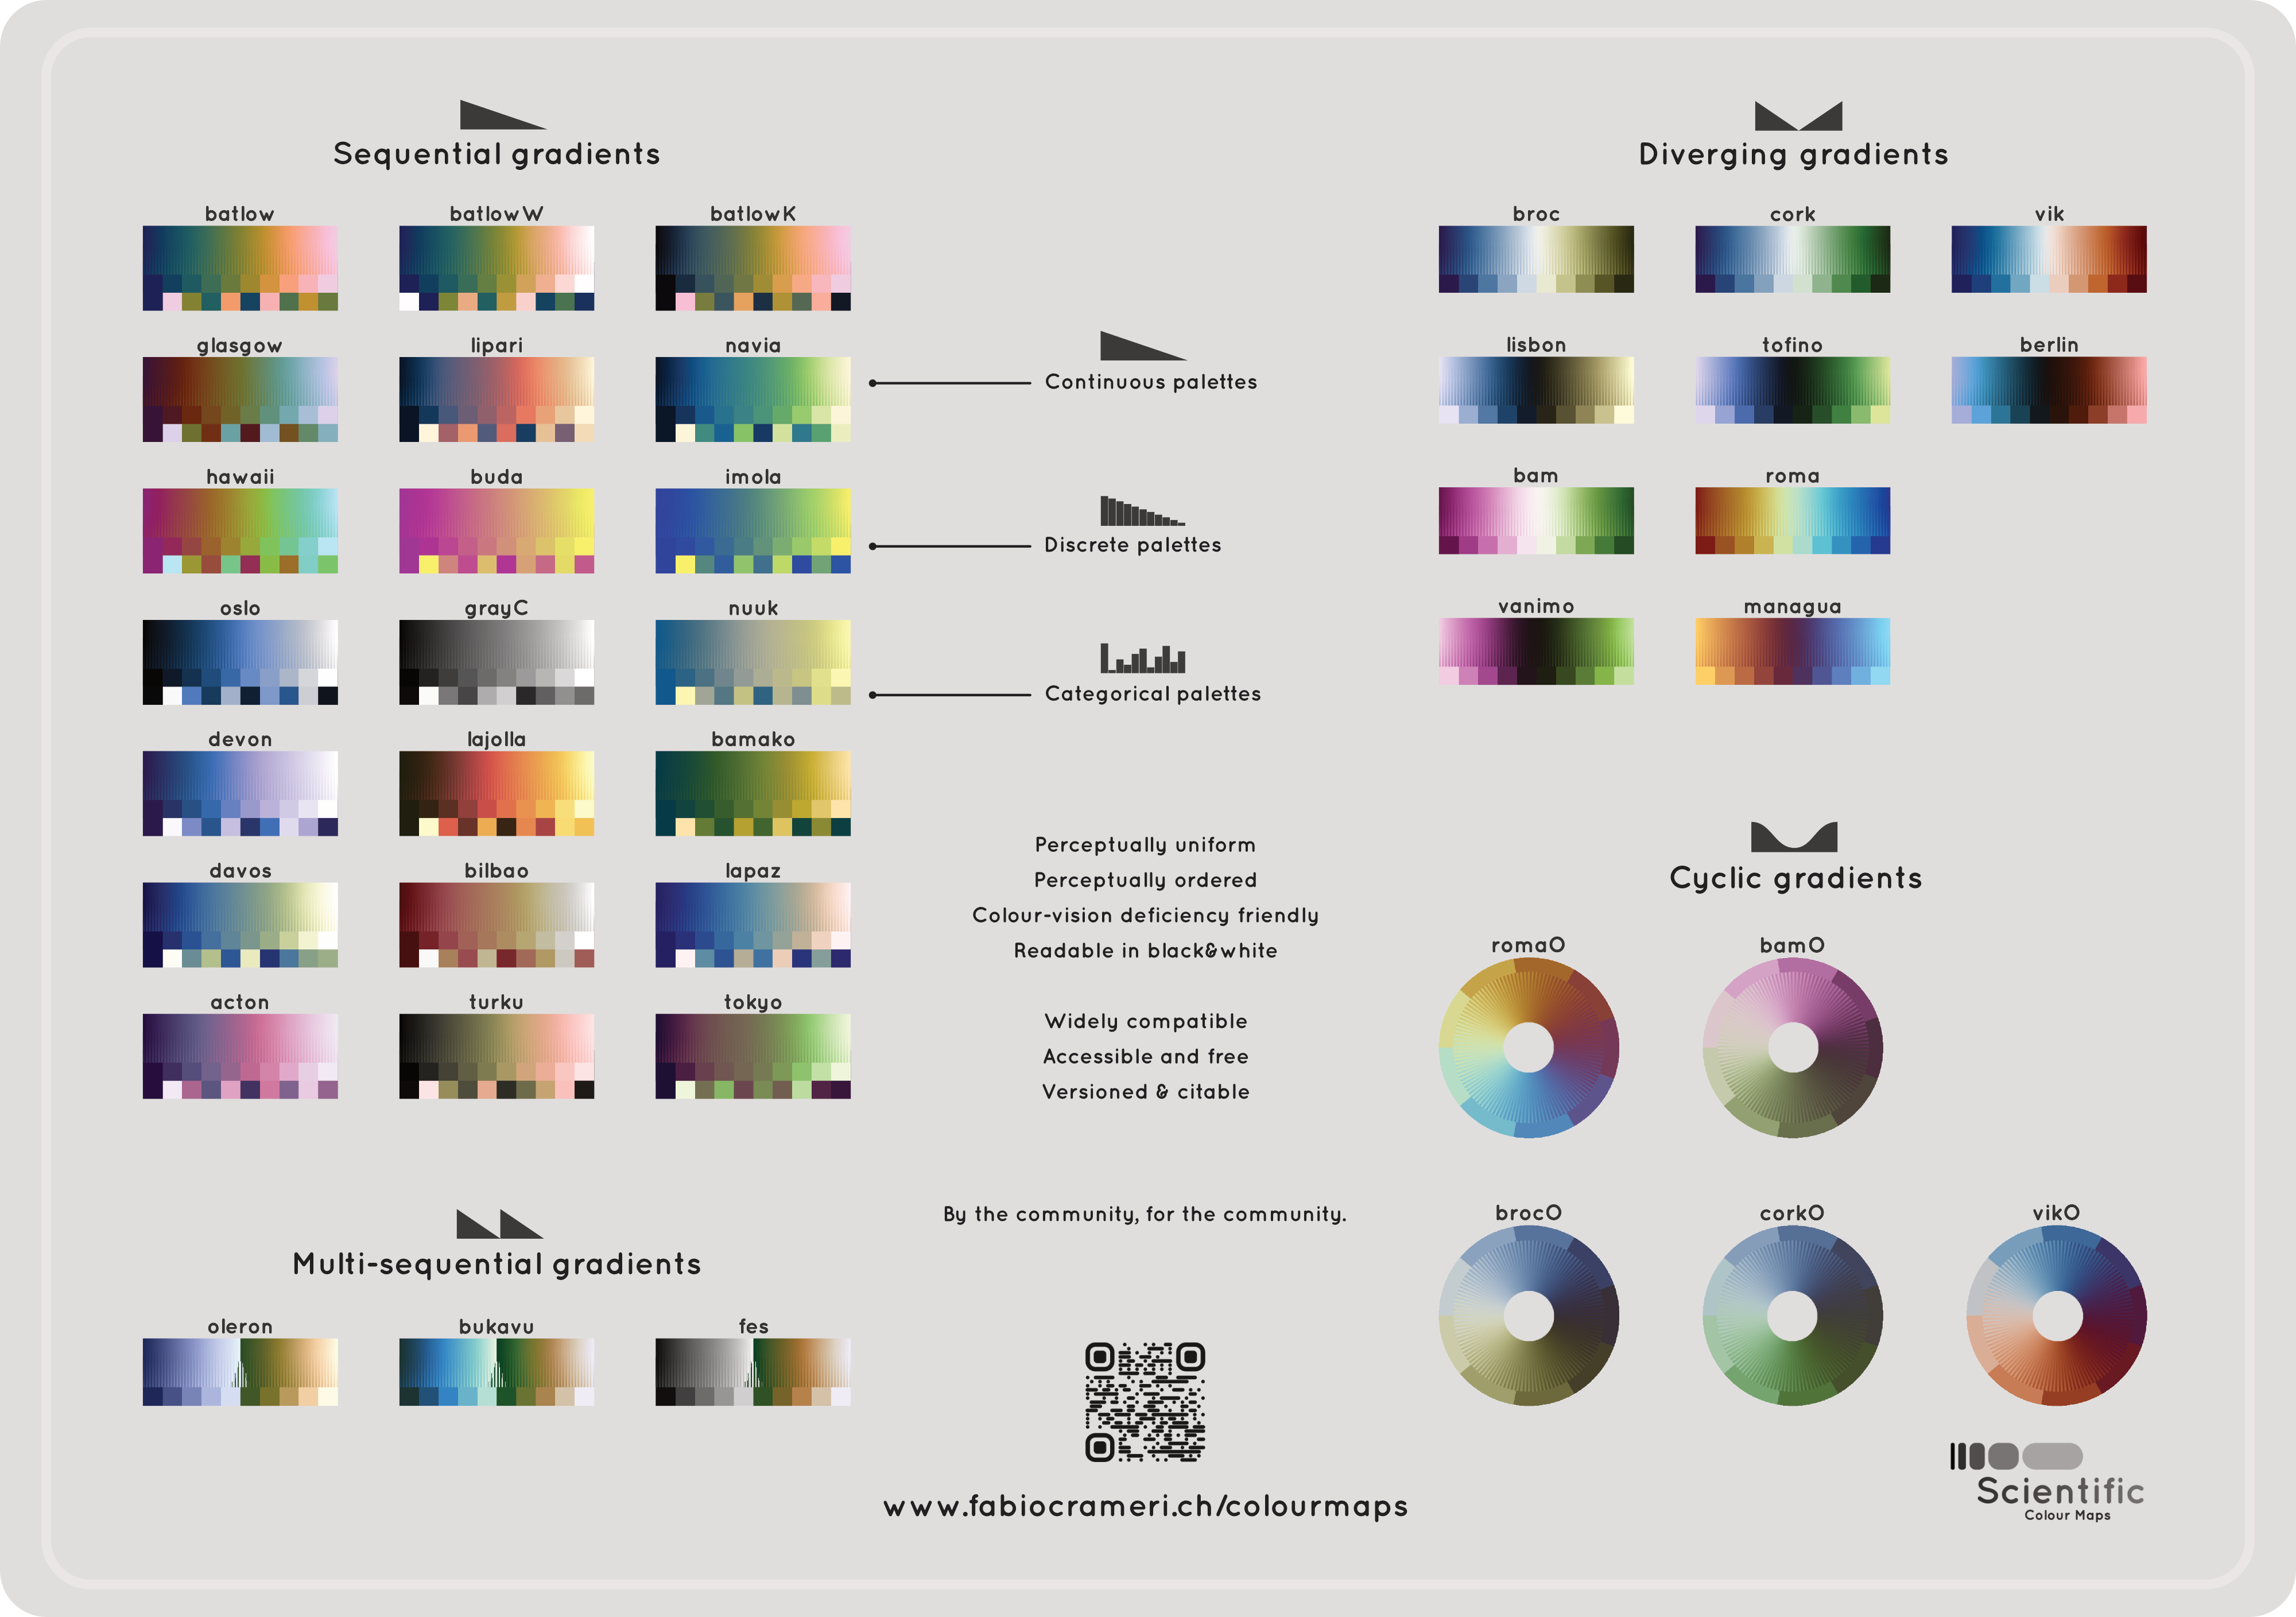 Sequential gradients
batlow
batlowW
batlowK
glasgow
lipari
navia
hawaii
buda
imola
oslo
grayC
nuuk
devon
lajolla
bamako
davos
bilbao
lapaz
acton
turku
tokyo
Multi-sequential gradients
oleron
bukavu
fes
Continuous palettes
Discrete palettes
Categorical palettes
Perceptually uniform
Perceptually ordered
Colour-vision deficiency friendly
Readable in black&white
Widely compatible
Accessible and free
Versioned & citable
By the community, for the community.
www.fabiocrameri.ch/colourmaps
Diverging gradients
broc
cork
vik
lisbon
tofino
berlin
bam
roma
vanimo
managua
Cyclic gradients
romaO
bamO
brocO
corkO
vikO
Scientific
Colour Maps